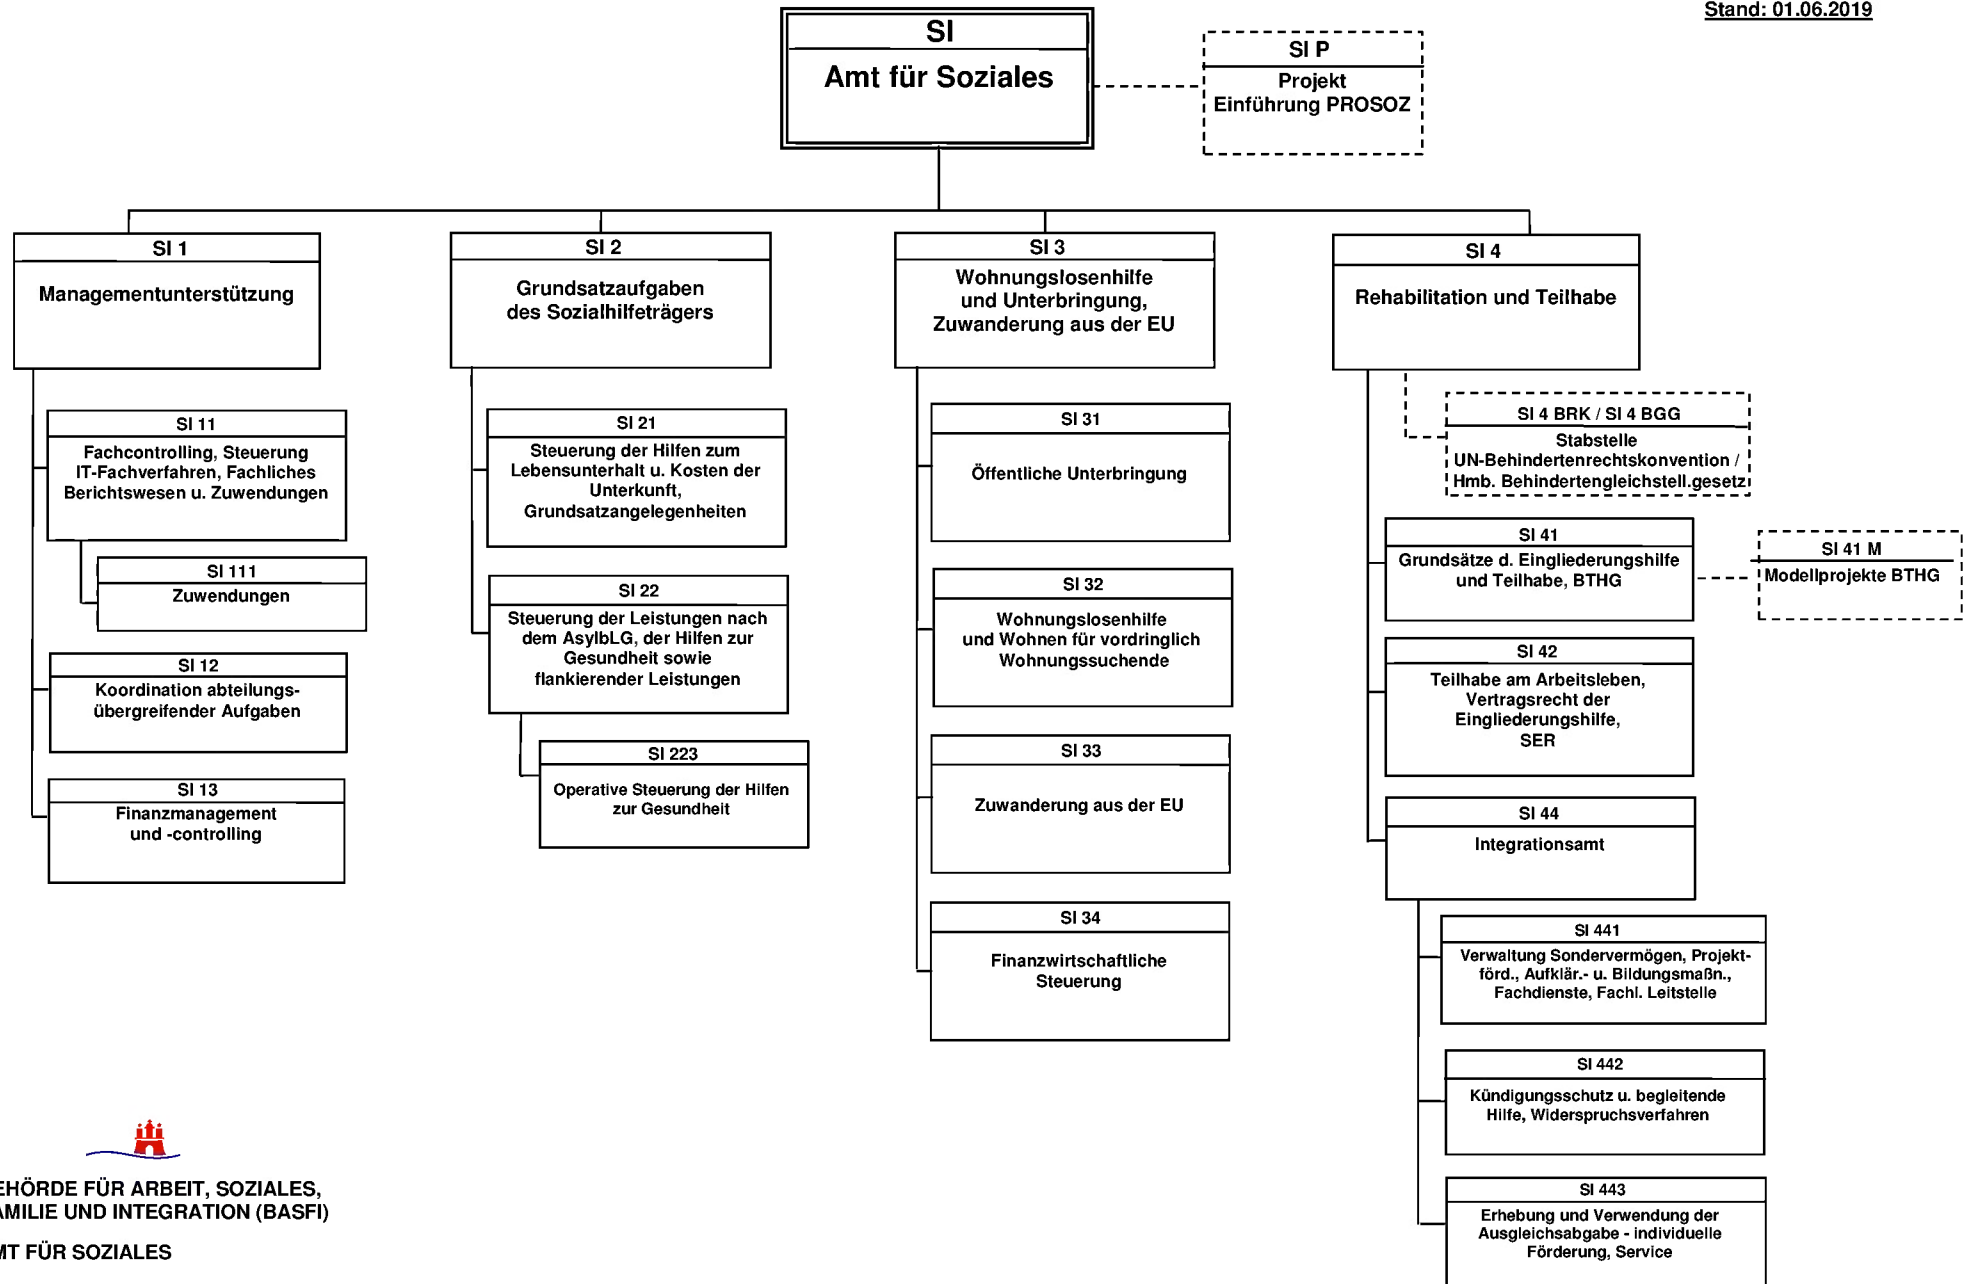 Stand: 01.06.2019
SI
Amt für Soziales
SI P
Projekt
Einführung PROSOZ
SI 1
Managementunterstützung
SI 11
Fachcontrolling, Steuerung
IT-Fachverfahren, Fachliches
Berichtswesen u. Zuwendungen
SI 111
Zuwendungen
SI 12
Koordination abteilungs-
übergreifender Aufgaben
SI 13
Finanzmanagement
und -controlling
SI 2
Grundsatzaufgaben
des Sozialhilfeträgers
SI 21
Steuerung der Hilfen zum
Lebensunterhalt u. Kosten der
Unterkunft,
Grundsatzangelegenheiten
SI 22
Steuerung der Leistungen nach
dem AsylbLG, der Hilfen zur
Gesundheit sowie
flankierender Leistungen
SI 223
Operative Steuerung der Hilfen
zur Gesundheit
SI 3
Wohnungslosenhilfe
und Unterbringung,
Zuwanderung aus der EU
SI 31
Öffentliche Unterbringung
SI 32
Wohnungslosenhilfe
und Wohnen für vordringlich
Wohnungssuchende
SI 33
Zuwanderung aus der EU
SI 34
Finanzwirtschaftliche
Steuerung
SI 4
Rehabilitation und Teilhabe
SI 4 BRK / SI 4 BGG
Stabstelle
UN-Behindertenrechtskonvention /
Hmb. Behindertengleichstell.gesetz
SI 41
Grundsätze d. Eingliederungshilfe
und Teilhabe, BTHG
SI 41 M
Modellprojekte BTHG
SI 42
Teilhabe am Arbeitsleben,
Vertragsrecht der
Eingliederungshilfe,
SER
SI 44
Integrationsamt
SI 441
Verwaltung Sondervermögen, Projekt-
förd., Aufklär.- u. Bildungsmaßn.,
Fachdienste, Fachl. Leitstelle
SI 442
Kündigungsschutz u. begleitende
Hilfe, Widerspruchsverfahren
SI 443
Erhebung und Verwendung der
Ausgleichsabgabe - individuelle
Förderung, Service
EHÖRDE FÜR ARBEIT, SOZIALES,
AMILIE UND INTEGRATION (BASFI)
MT FÜR SOZIALES